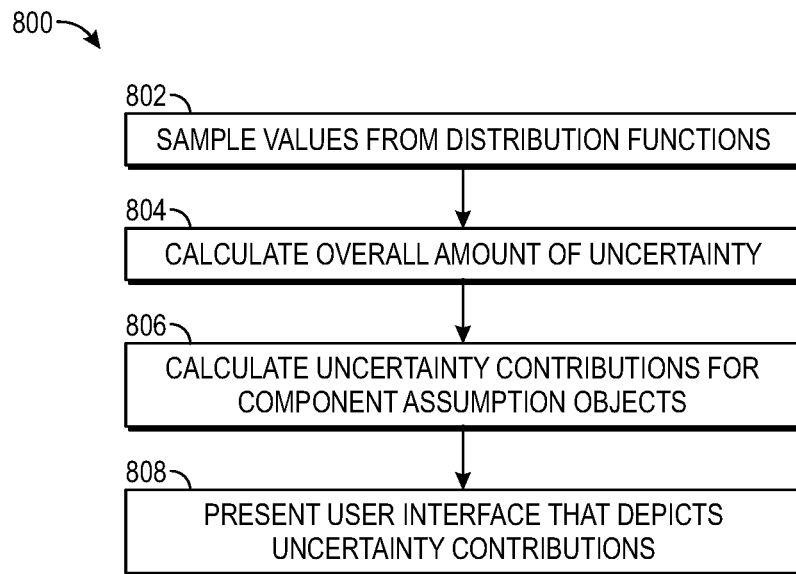 800
802
SAMPLE VALUES FROM DISTRIBUTION FUNCTIONS
804
CALCULATE OVERALL AMOUNT OF UNCERTAINTY
806
CALCULATE UNCERTAINTY CONTRIBUTIONS FOR
COMPONENT ASSUMPTION OBJECTS
808
PRESENT USER INTERFACE THAT DEPICTS
UNCERTAINTY CONTRIBUTIONS